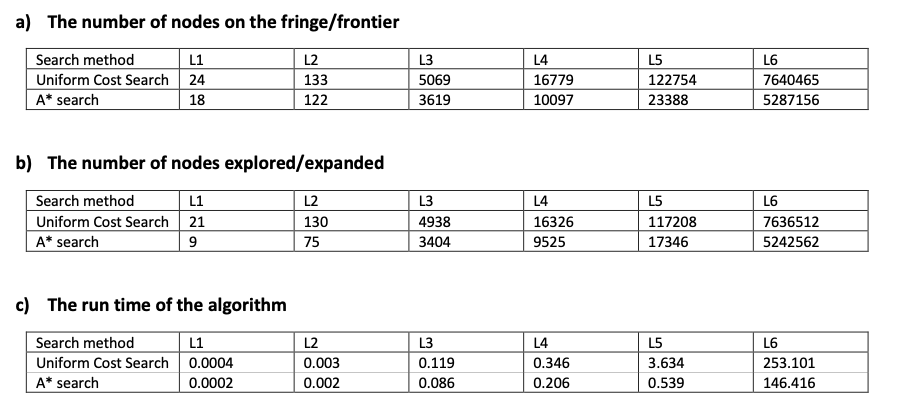 a) The number of nodes on the fringe/frontier
Search method L1 L2 L3 L4 L5 L6
Uniform Cost Search 24 133 5069 16779 122754 7640465
A* search 18 122 3619 10097 23388 5287156
b) The number of nodes explored/expanded
Search method L1 L2 L3 L4 L5 L6
Uniform Cost Search 21 130 4938 16326 117208 7636512
A* search 9 75 3404 9525 17346 5242562
c) The run time of the algorithm
Search method L1 L2 L3 L4 L5 L6
Uniform Cost Search 0.0004 0.003 0.119 0.346 3.634 253.101
A* search 0.0002 0.002 0.086 0.206 0.539 146.416